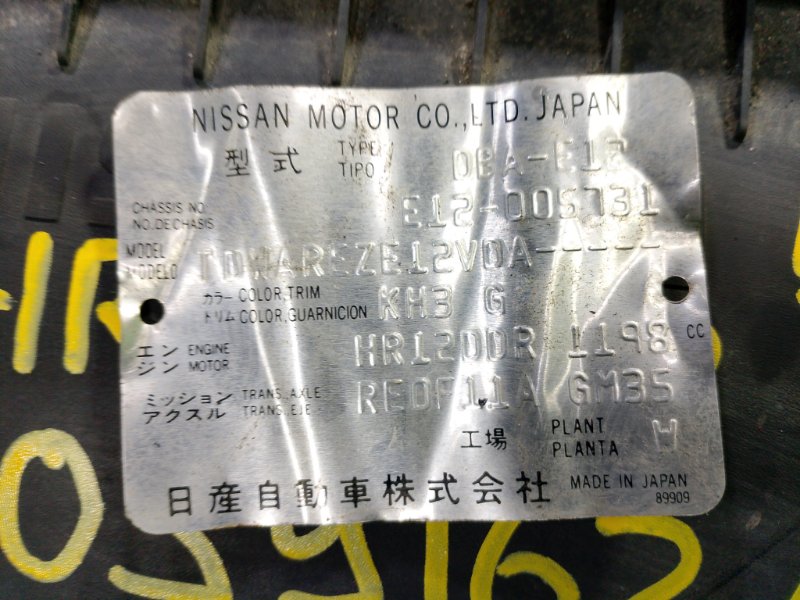 NISSAN MOTOR CO.,LTD. JAPAN
型式 TYPE TIPO DBA-E12
CHASSIS NO. NO.DE CHASIS E12-005731
MODEL MODELO TDWAREZE12VDA-----
カラー COLOR,TRIM トリム COLOR,GUARNICION KH3 G
エンジン ENGINE MOTOR HR12DDR 1198 CC
ミッション TRANS.AXLE アクスル TRANS.EJE RE0F11A GM35
工場 PLANT PLANTA W
日産自動車株式会社 MADE IN JAPAN
89909